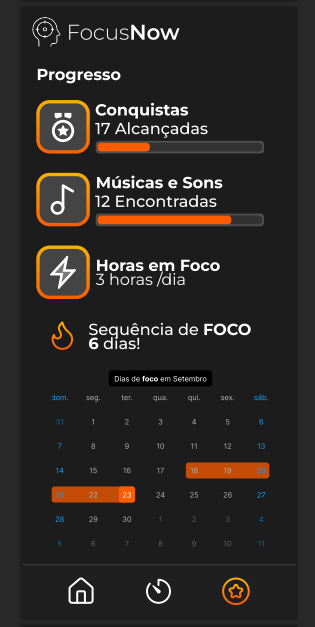 FocusNow
Progresso
Conquistas
17 Alcançadas
Músicas e Sons
12 Encontradas
Horas em Foco
3 horas /dia
Sequência de FOCO
6 dias!
Dias de foco em Setembro
dom. seg. ter. qua. qui. sex. sáb.
31 1 2 3 4 5 6
7 8 9 10 11 12 13
14 15 16 17 18 19 20
21 22 23 24 25 26 27
28 29 30 1 2 3 4
5 6 7 8 9 10 11